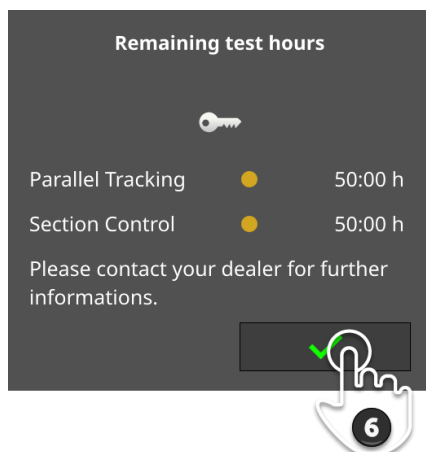 Remaining test hours
Parallel Tracking 50:00 h
Section Control 50:00 h
Please contact your dealer for further
informations.
6